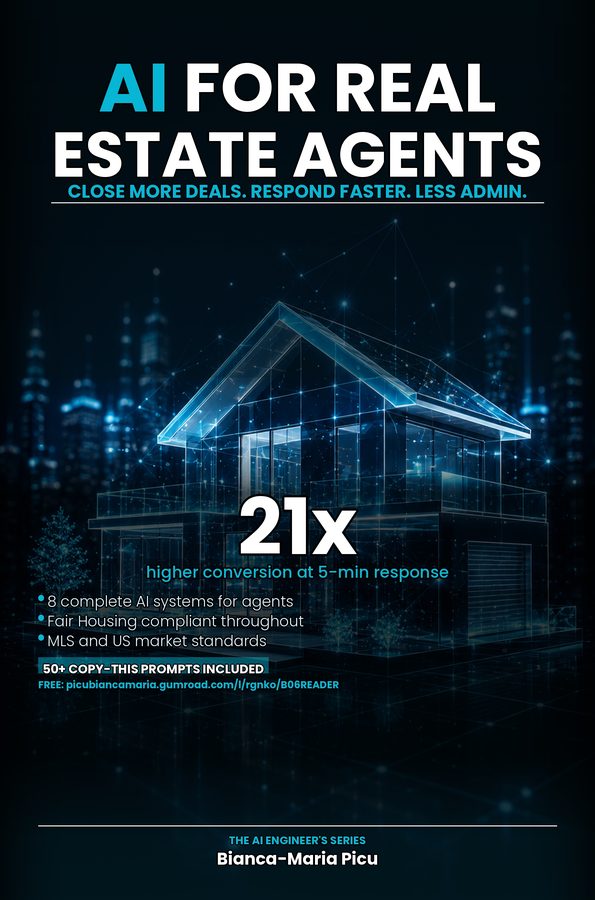 AI FOR REAL
ESTATE AGENTS
CLOSE MORE DEALS. RESPOND FASTER. LESS ADMIN.
21x
higher conversion at 5-min response
• 8 complete AI systems for agents
• Fair Housing compliant throughout
• MLS and US market standards
50+ COPY-THIS PROMPTS INCLUDED
FREE: picubiancamaria.gumroad.com/l/rgnko/B06READER
THE AI ENGINEER'S SERIES
Bianca-Maria Picu